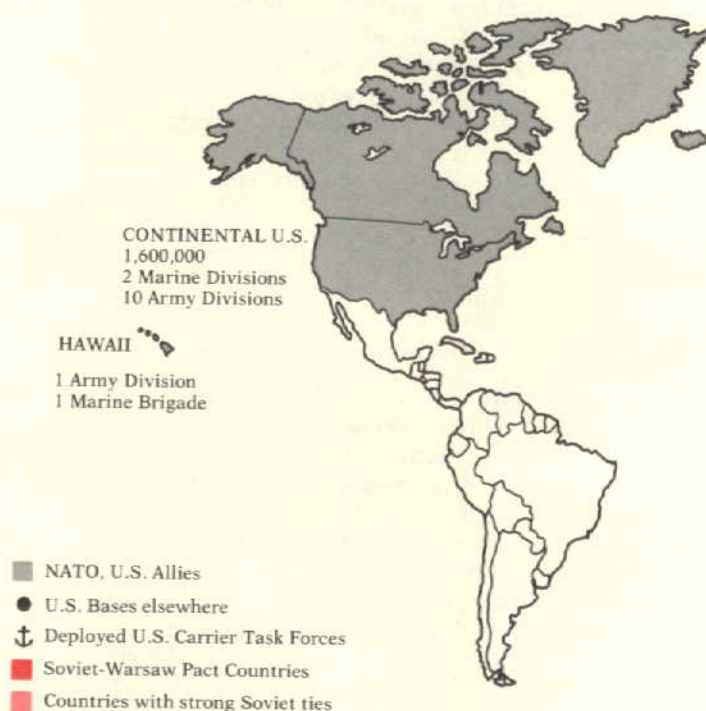 CONTINENTAL U.S.
1,600,000
2 Marine Divisions
10 Army Divisions
HAWAII
1 Army Division
1 Marine Brigade
NATO, U.S. Allies
U.S. Bases elsewhere
Deployed U.S. Carrier Task Forces
Soviet-Warsaw Pact Countries
Countries with strong Soviet ties